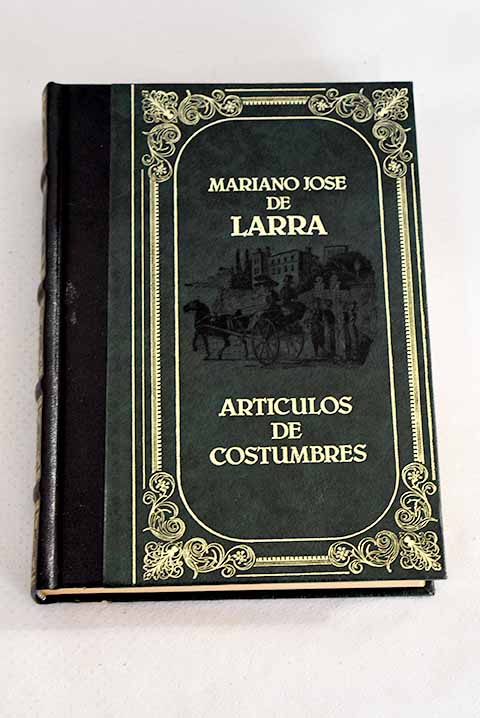 MARIANO JOSE
DE
LARRA
ARTICULOS
DE
COSTUMBRES